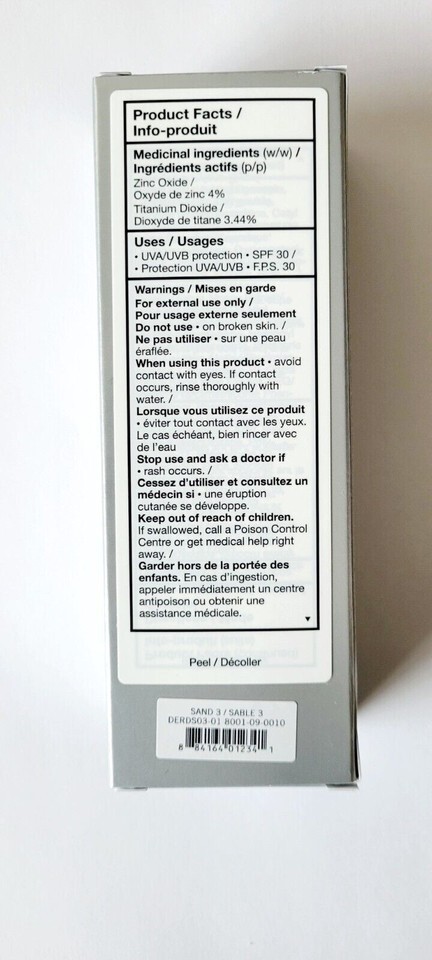 Product Facts /
Info-produit
Medicinal ingredients (w/w) /
Ingrédients actifs (p/p)
Zinc Oxide /
Oxyde de zinc 4%
Titanium Dioxide /
Dioxyde de titane 3.44%
Uses / Usages
• UVA/UVB protection • SPF 30 /
• Protection UVA/UVB • F.P.S. 30
Warnings / Mises en garde
For external use only /
Pour usage externe seulement
Do not use • on broken skin. /
Ne pas utiliser • sur une peau
éraflée.
When using this product • avoid
contact with eyes. If contact
occurs, rinse thoroughly with
water. /
Lorsque vous utilisez ce produit
• éviter tout contact avec les yeux.
Le cas échéant, bien rincer avec
de l'eau
Stop use and ask a doctor if
• rash occurs. /
Cessez d'utiliser et consultez un
médecin si • une éruption
cutanée se développe.
Keep out of reach of children.
If swallowed, call a Poison Control
Centre or get medical help right
away. /
Garder hors de la portée des
enfants. En cas d'ingestion,
appeler immédiatement un centre
antipoison ou obtenir une
assistance médicale.
Peel / Décoller
SAND 3 / SABLE 3
DERDS03-01 8001-09-0010
8 84164 01234 1